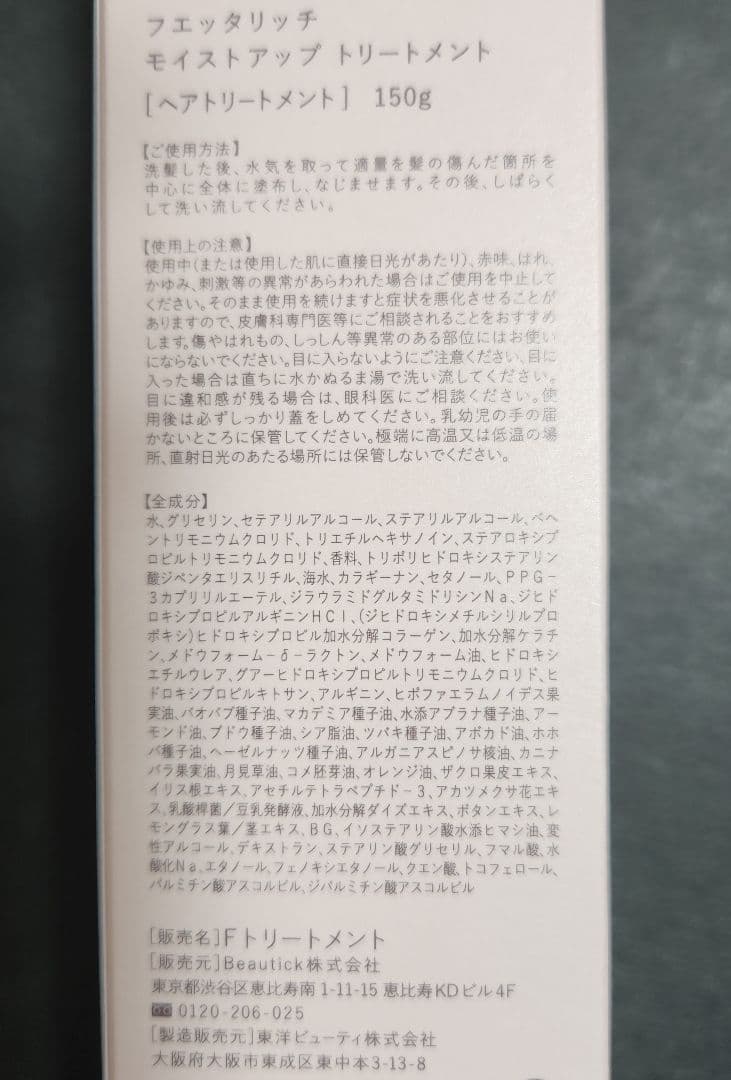 フエッタリッチ
モイストアップ トリートメント
[ヘアトリートメント] 150g
【ご使用方法】
洗髪した後、水気を取って適量を髪の傷んだ箇所を
中心に全体に塗布し、なじませます。その後、しばらく
して洗い流してください。
【使用上の注意】
使用中(または使用した肌に直接日光があたり)、赤味、はれ、
かゆみ、刺激等の異常があらわれた場合はご使用を中止して
ください。そのまま使用を続けますと症状を悪化させることが
ありますので、皮膚科専門医等にご相談されることをおすすめ
します。傷やはれもの、しっしん等異常のある部位にはお使い
にならないでください。目に入らないようにご注意ください。目に
入った場合は直ちに水かぬるま湯で洗い流してください。
目に違和感が残る場合は、眼科医にご相談ください。使
用後は必ずしっかり蓋をしめてください。乳幼児の手の届
かないところに保管してください。極端に高温又は低温の場
所、直射日光のあたる場所には保管しないでください。
【全成分】
水、グリセリン、セテアリルアルコール、ステアリルアルコール、ベヘ
ントリモニウムクロリド、トリエチルヘキサノイン、ステアロキシプ
ロピルトリモニウムクロリド、香料、トリポリヒドロキシステアリン
酸ジペンタエリスリチル、海水、カラギーナン、セタノール、PPG-
3カプリリルエーテル、ジラウラミドグルタミドリシンNa、ジヒド
ロキシプロピルアルギニンHCl、(ジヒドロキシメチルシリルプロ
ポキシ)ヒドロキシプロピル加水分解コラーゲン、加水分解ケラチ
ン、メドウフォーム-δ-ラクトン、メドウフォーム油、ヒドロキシ
エチルウレア、グアーヒドロキシプロピルトリモニウムクロリド、ヒ
ドロキシプロピルキトサン、アルギニン、ヒポファエラムノイデス果
実油、バオバブ種子油、マカデミア種子油、水添アブラナ種子油、アー
モンド油、ブドウ種子油、シア脂油、ツバキ種子油、アボカド油、ホホ
バ種子油、ヘーゼルナッツ種子油、アルガニアスピノサ核油、カニナ
バラ果実油、月見草油、コメ胚芽油、オレンジ油、ザクロ果皮エキス、
イリス根エキス、アセチルテトラペプチド-3、アカツメクサ花エキ
ス、乳酸桿菌/豆乳発酵液、加水分解ダイズエキス、ボタンエキス、レ
モングラス葉/茎エキス、BG、イソステアリン酸水添ヒマシ油、変
性アルコール、デキストラン、ステアリン酸グリセリル、フマル酸、水
酸化Na、エタノール、フェノキシエタノール、クエン酸、トコフェロール、
パルミチン酸アスコルビル、ジパルミチン酸アスコルビル
[販売名]Fトリートメント
[販売元]Beautick株式会社
東京都渋谷区恵比寿南1-11-15 恵比寿KDビル4F
0120-206-025
[製造販売元]東洋ビューティ株式会社
大阪府大阪市東成区東中本3-13-8